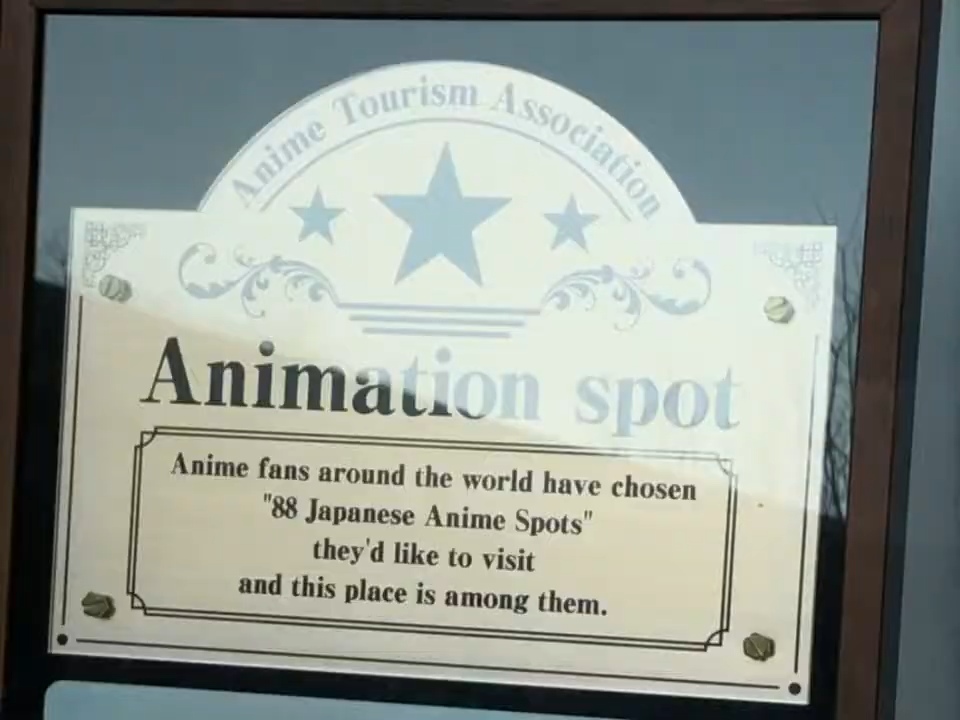 Anime Tourism Association
Animation spot
Anime fans around the world have chosen
"88 Japanese Anime Spots"
they'd like to visit
and this place is among them.